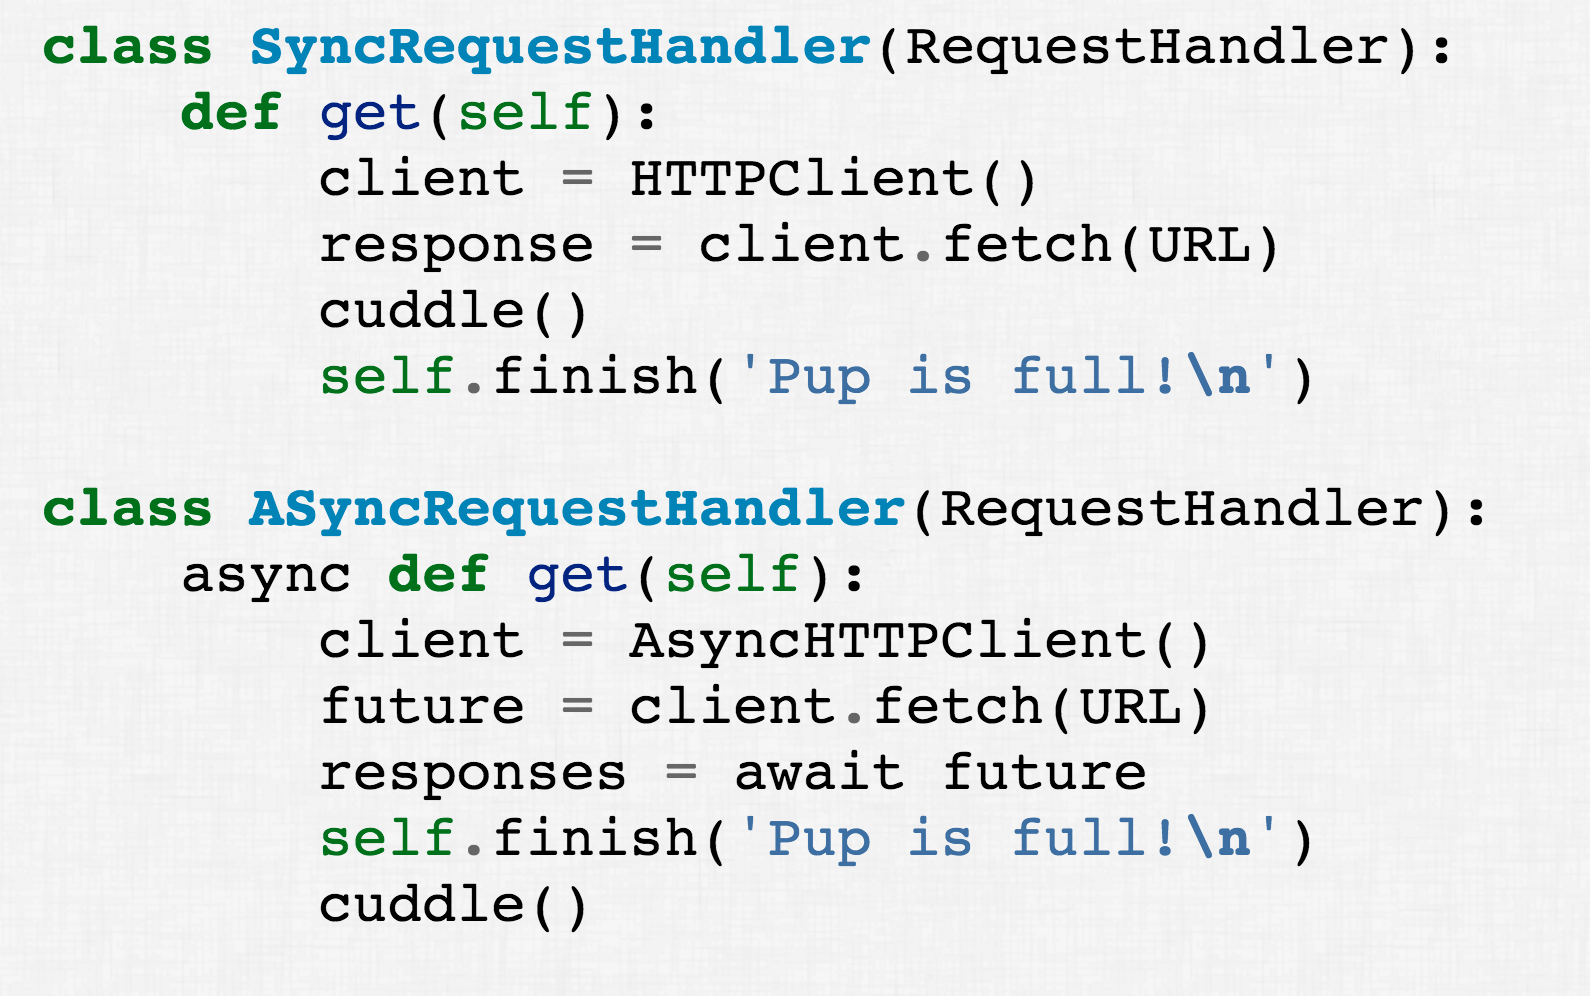 class SyncRequestHandler(RequestHandler):
    def get(self):
        client = HTTPClient()
        response = client.fetch(URL)
        cuddle()
        self.finish('Pup is full!\n')

class ASyncRequestHandler(RequestHandler):
    async def get(self):
        client = AsyncHTTPClient()
        future = client.fetch(URL)
        responses = await future
        self.finish('Pup is full!\n')
        cuddle()